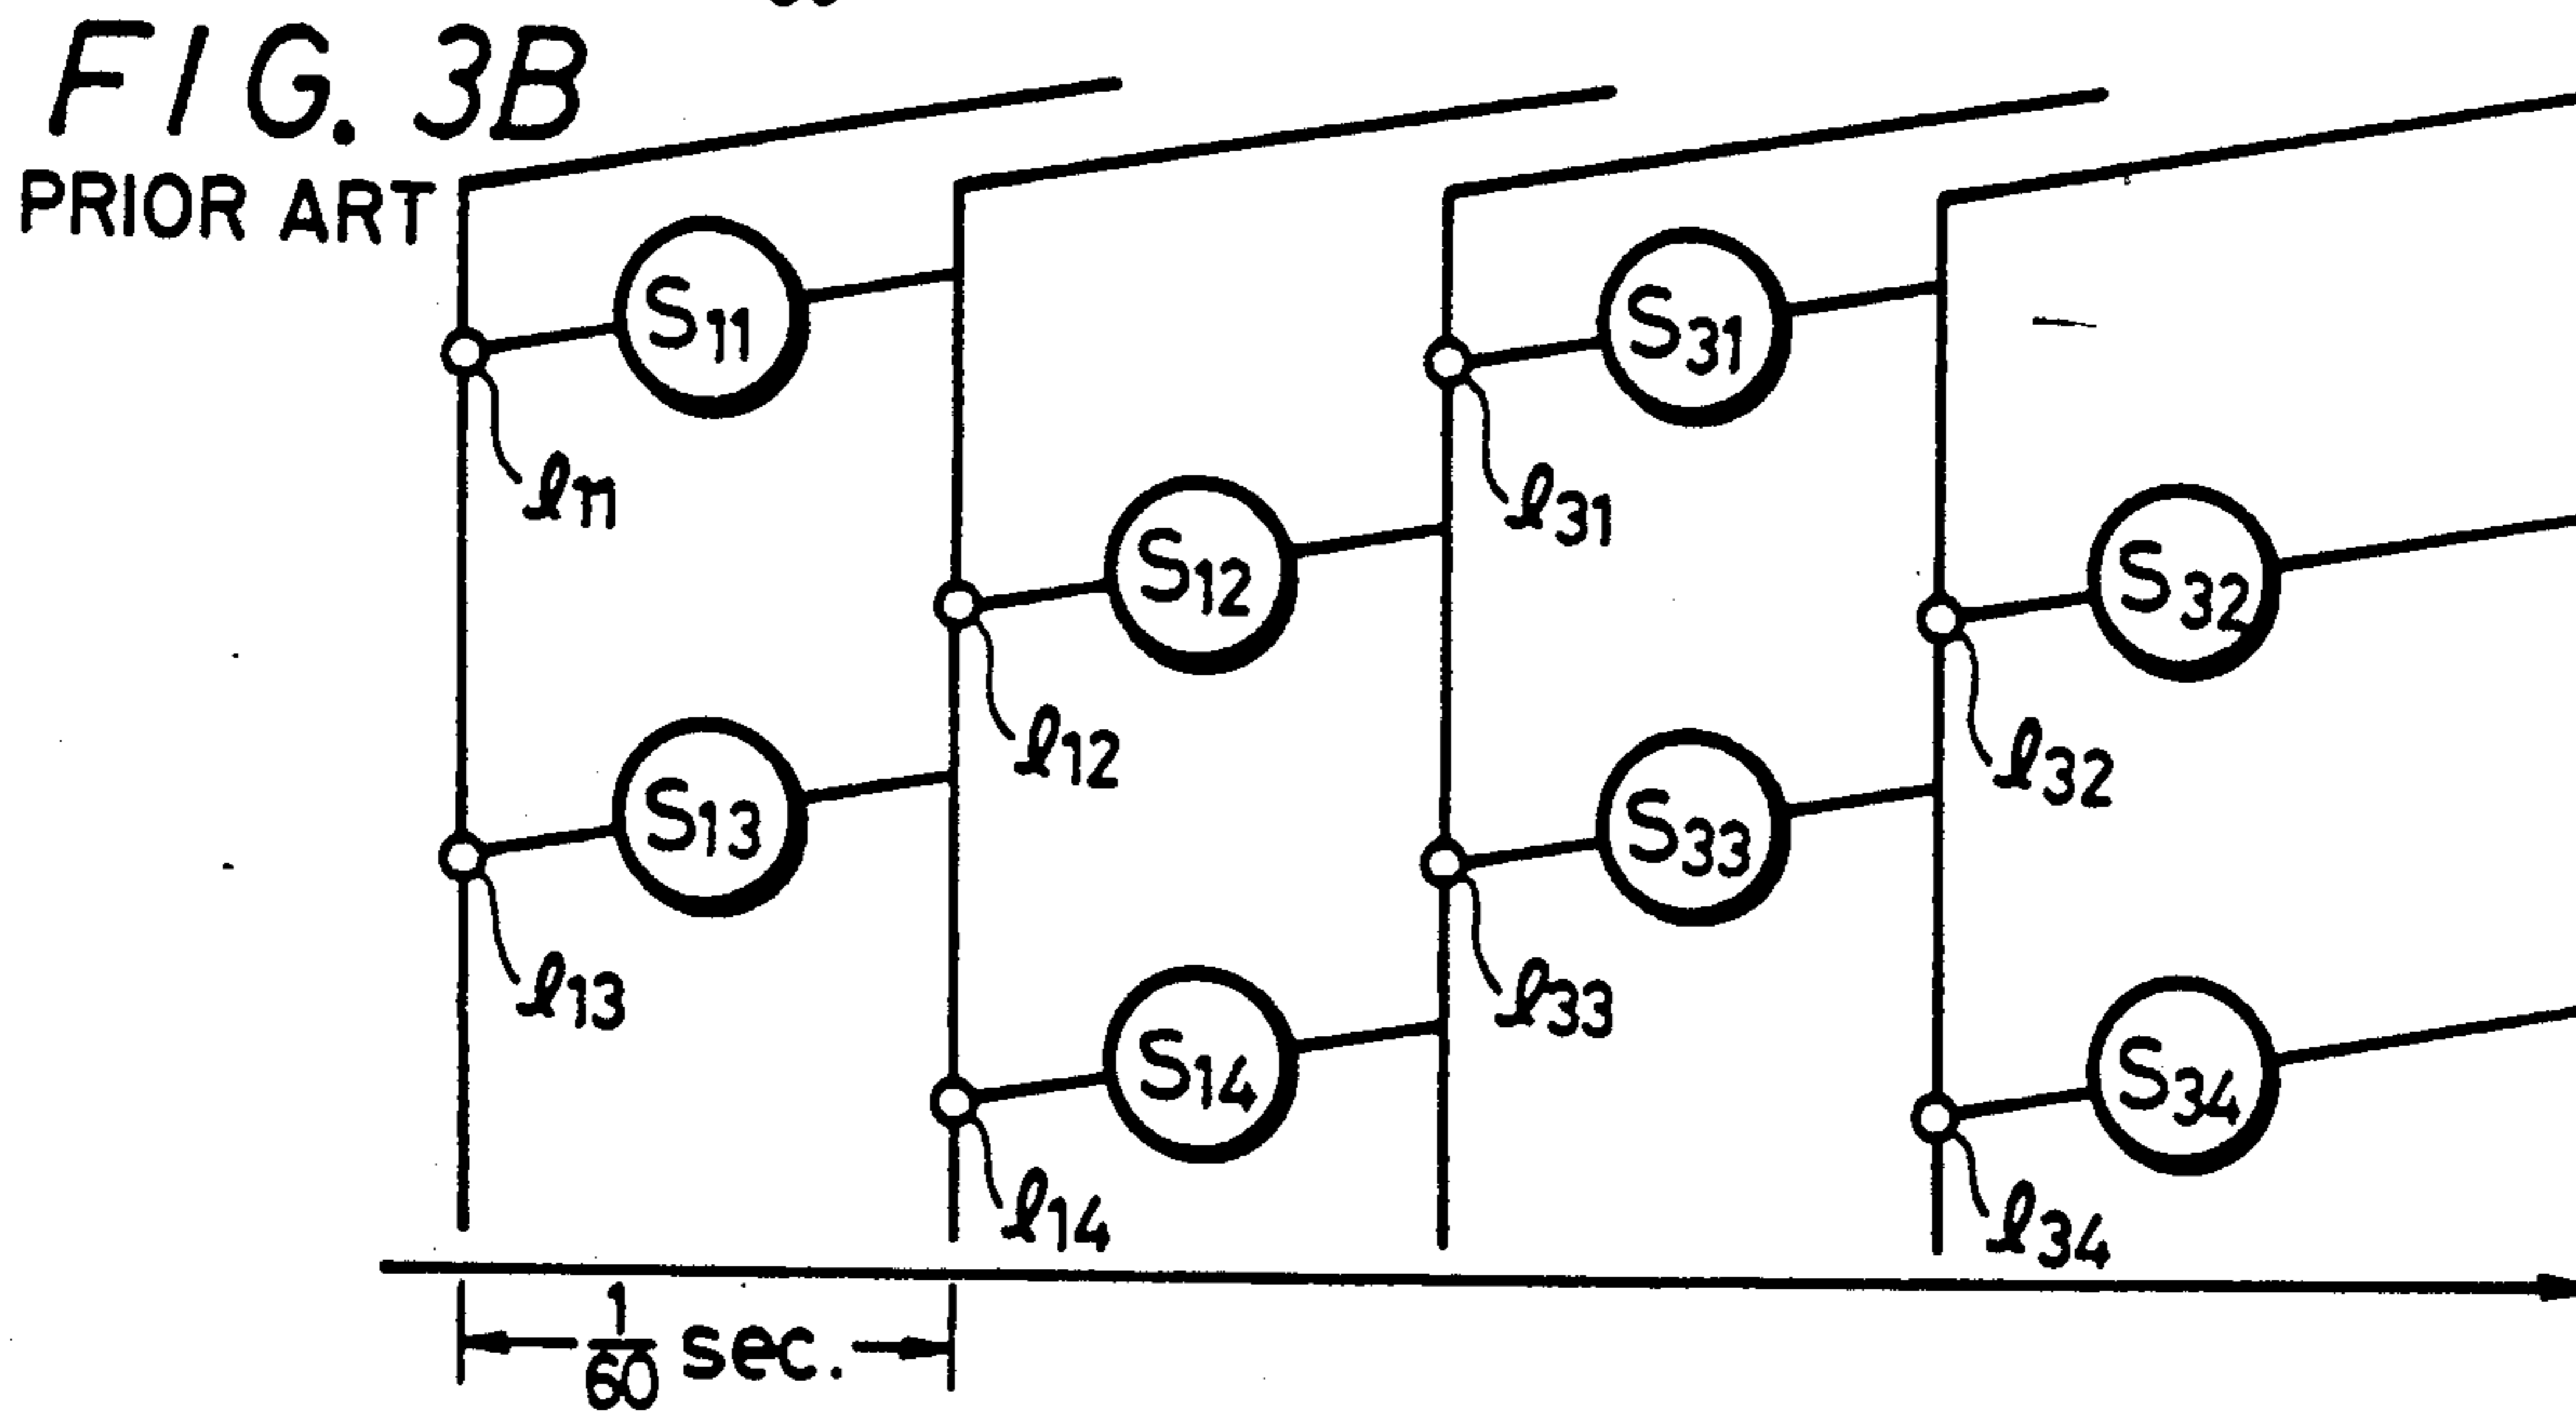 FIG. 3B
PRIOR ART
S11
S31
l11
l31
S12
S32
l12
l32
S13
S33
l13
l33
S14
S34
l14
l34
1/60 sec.